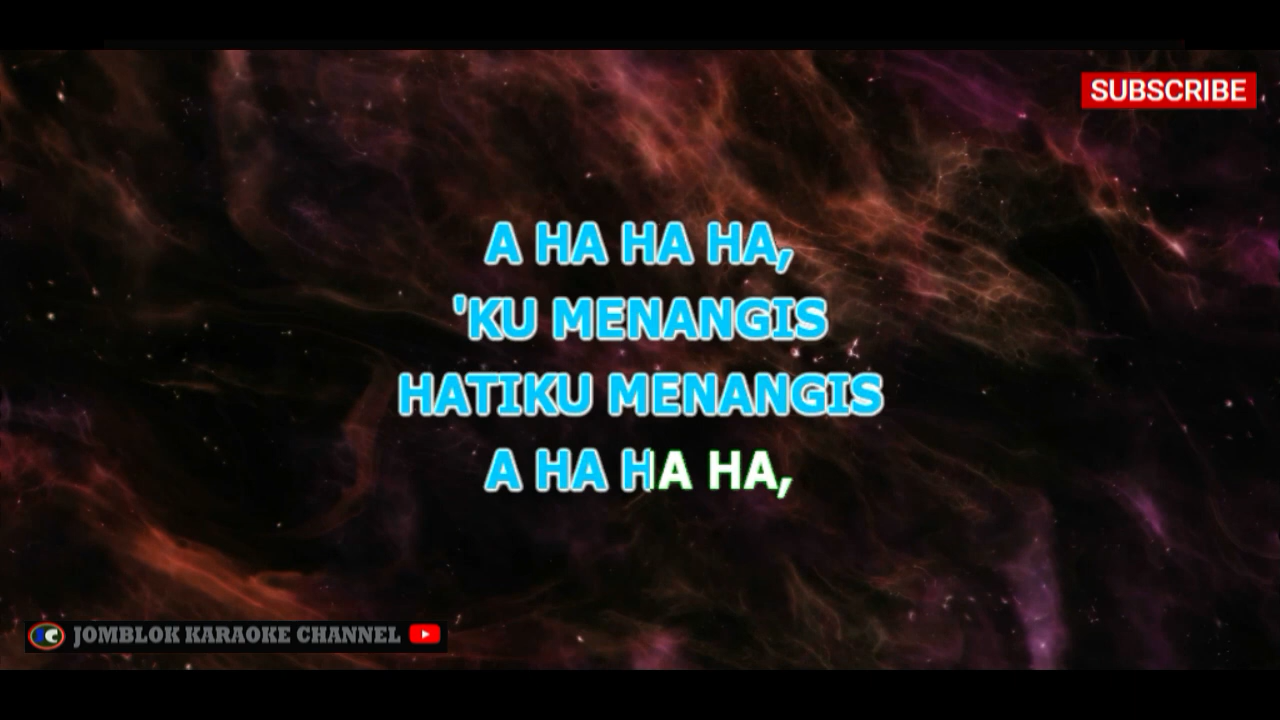 SUBSCRIBE
A HA HA HA,
'KU MENANGIS
HATIKU MENANGIS
A HA HA HA,
JOMBLOK KARAOKE CHANNEL